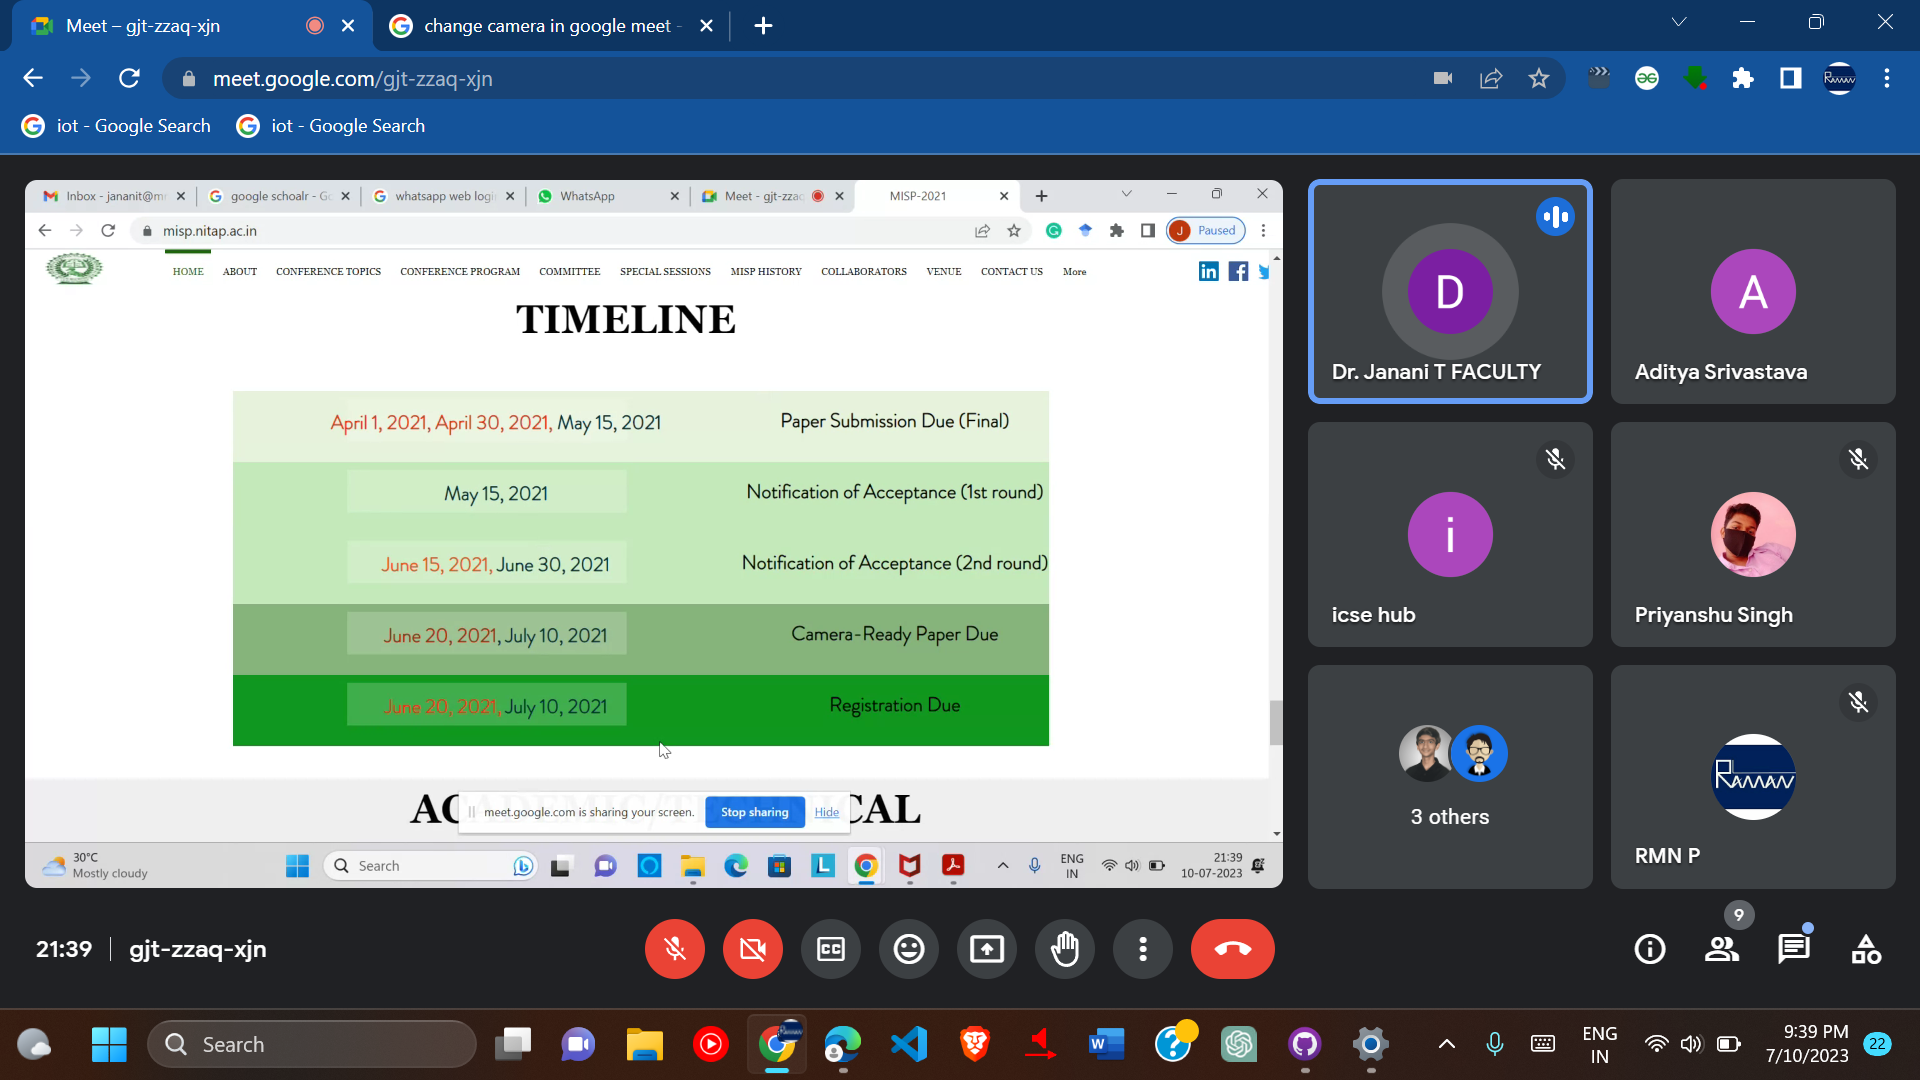 Meet – gjt-zzaq-xjn
change camera in google meet -
meet.google.com/gjt-zzaq-xjn
iot - Google Search
iot - Google Search
Inbox - jananit@m
google schoalr - Go
whatsapp web logi
WhatsApp
Meet - gjt-zzaq
MISP-2021
misp.nitap.ac.in
J Paused
HOME ABOUT CONFERENCE TOPICS CONFERENCE PROGRAM COMMITTEE SPECIAL SESSIONS MISP HISTORY COLLABORATORS VENUE CONTACT US More
TIMELINE
April 1, 2021, April 30, 2021, May 15, 2021 Paper Submission Due (Final)
May 15, 2021 Notification of Acceptance (1st round)
June 15, 2021, June 30, 2021 Notification of Acceptance (2nd round)
June 20, 2021, July 10, 2021 Camera-Ready Paper Due
June 20, 2021, July 10, 2021 Registration Due
ACADEMIC/TECHNICAL
meet.google.com is sharing your screen.
Stop sharing
Hide
30°C
Mostly cloudy
Search
ENG
IN
21:39
10-07-2023
D
Dr. Janani T FACULTY
A
Aditya Srivastava
i
icse hub
Priyanshu Singh
3 others
RAMAN
RMN P
21:39 | gjt-zzaq-xjn
CC
9
Search
ENG
IN
9:39 PM
7/10/2023
22